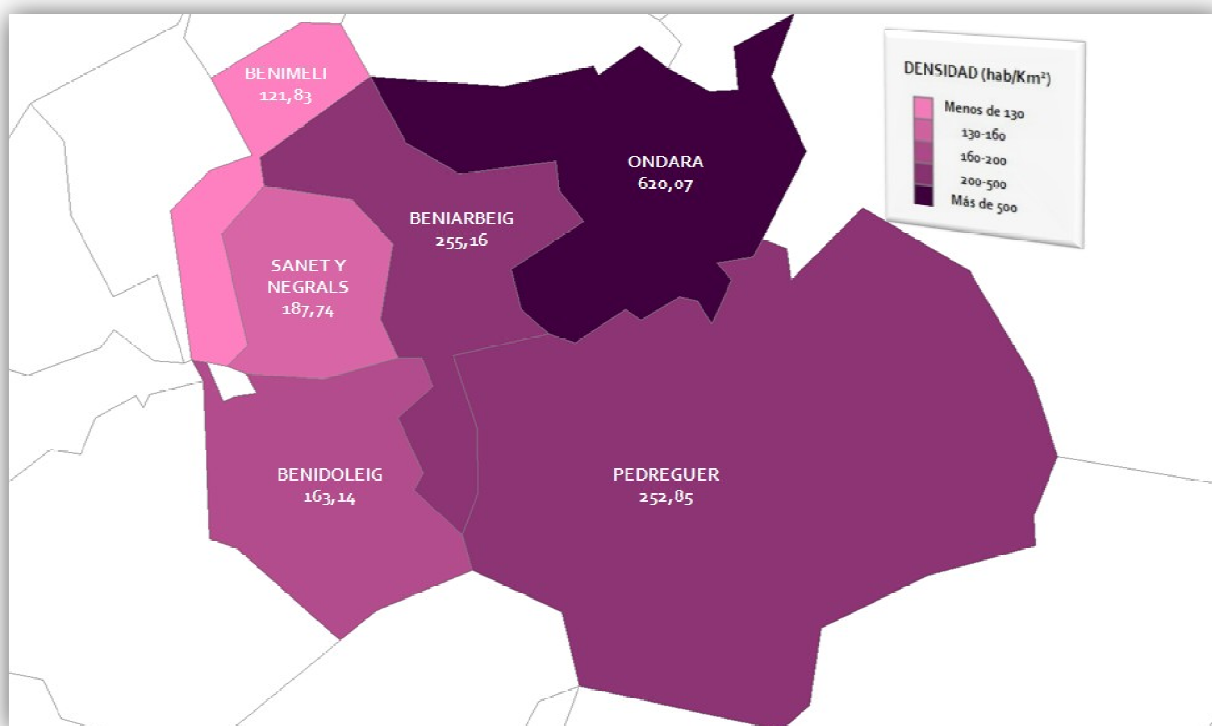 BENIMELI
121,83
ONDARA
620,07
BENIARBEIG
255,16
SANET Y
NEGRALS
187,74
BENIDOLEIG
163,14
PEDREGUER
252,85
DENSIDAD (hab/Km²)
Menos de 130
130-160
160-200
200-500
Más de 500